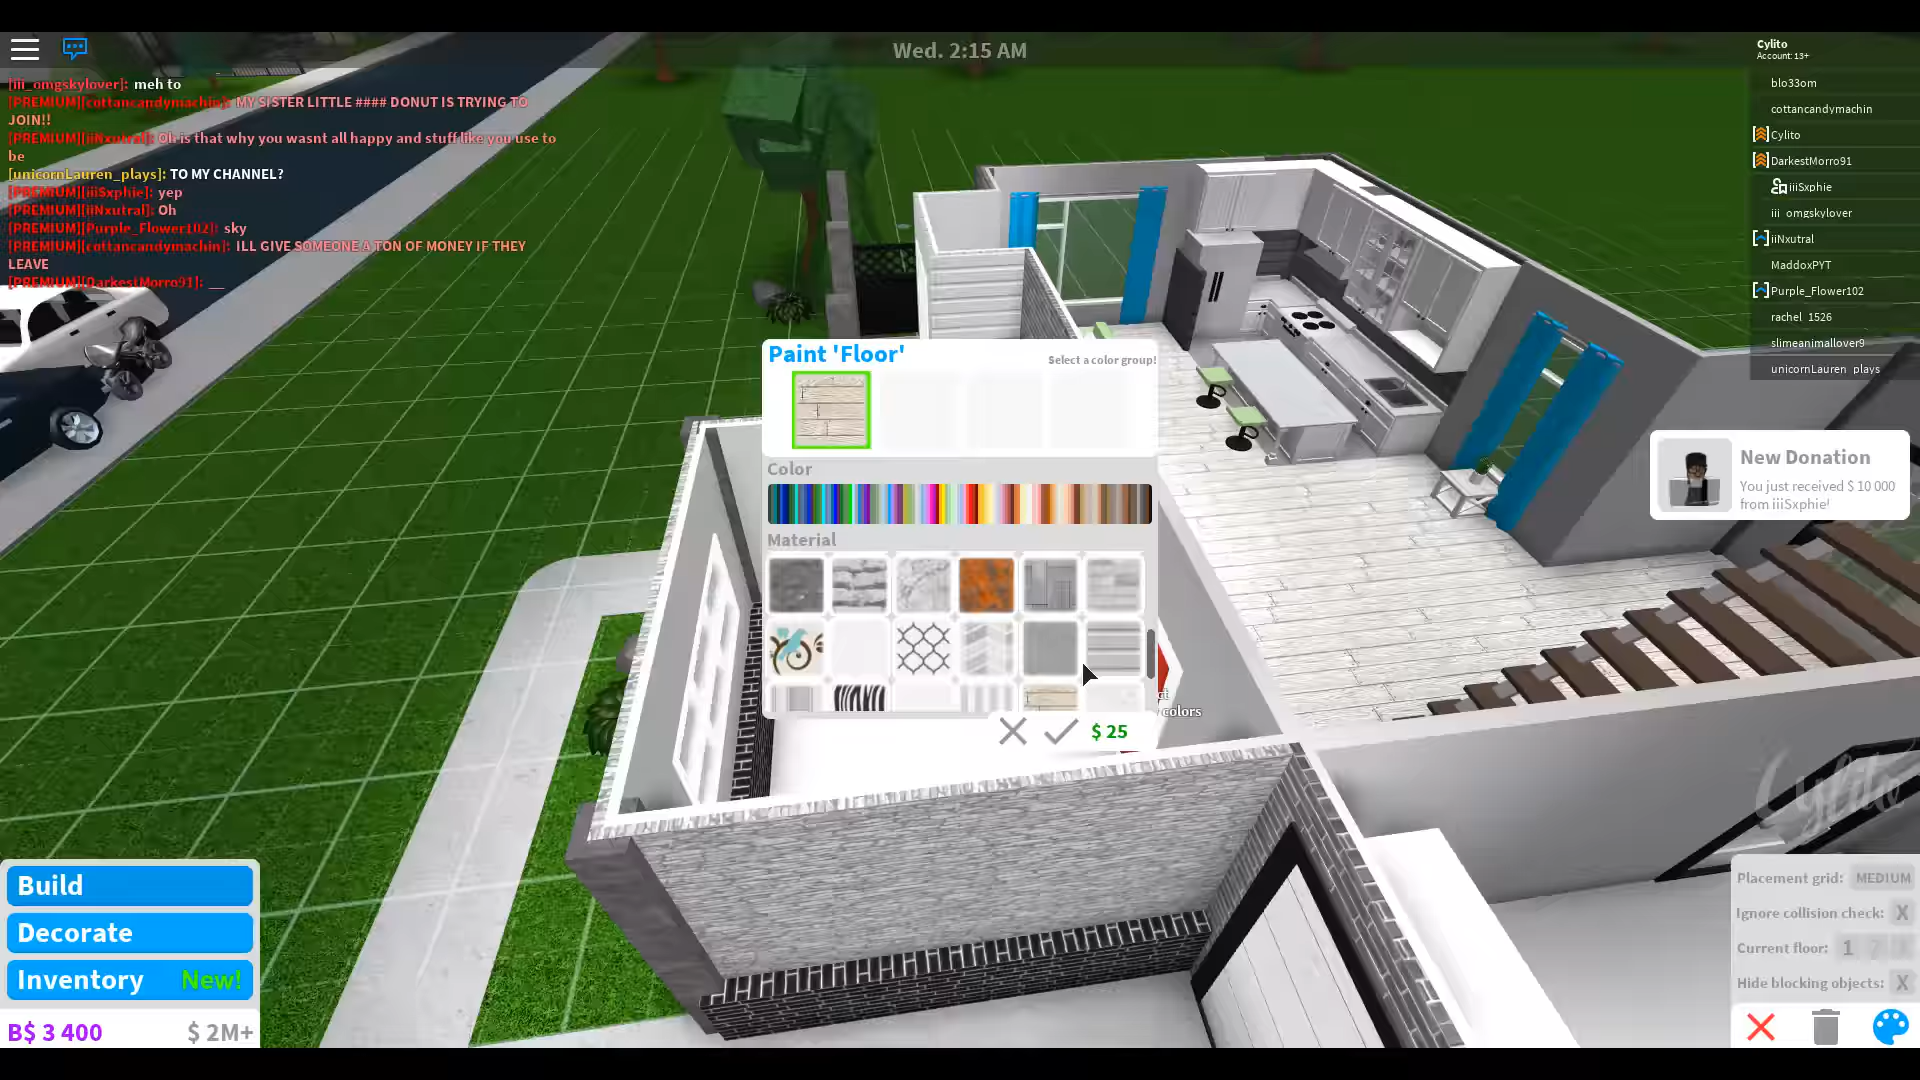 Wed. 2:15 AM
[iii_omgskylover]: meh to
[PREMIUM][cottancandymachin]: MY SISTER LITTLE #### DONUT IS TRYING TO
JOIN!!
[PREMIUM][iiNxutral]: Oh is that why you wasnt all happy and stuff like you use to
be
[unicornLauren_plays]: TO MY CHANNEL?
[PREMIUM][iiiSxphie]: yep
[PREMIUM][iiNxutral]: Oh
[PREMIUM][Purple_Flower102]: sky
[PREMIUM][cottancandymachin]: ILL GIVE SOMEONE A TON OF MONEY IF THEY
LEAVE
[PREMIUM][DarkestMorro91]: __
Cylito
Account: 13+
blo33om
cottancandymachin
Cylito
DarkestMorro91
iiiSxphie
iii_omgskylover
iiNxutral
MaddoxPYT
Purple_Flower102
rachel_1526
slimeanimallover9
unicornLauren_plays
Paint 'Floor'
Select a color group!
Color
Material
colors
$ 25
New Donation
You just received $ 10 000
from iiiSxphie!
Cylito
Build
Decorate
Inventory New!
B$ 3 400
$ 2M+
Placement grid: MEDIUM
Ignore collision check: X
Current floor: 1
Hide blocking objects: X